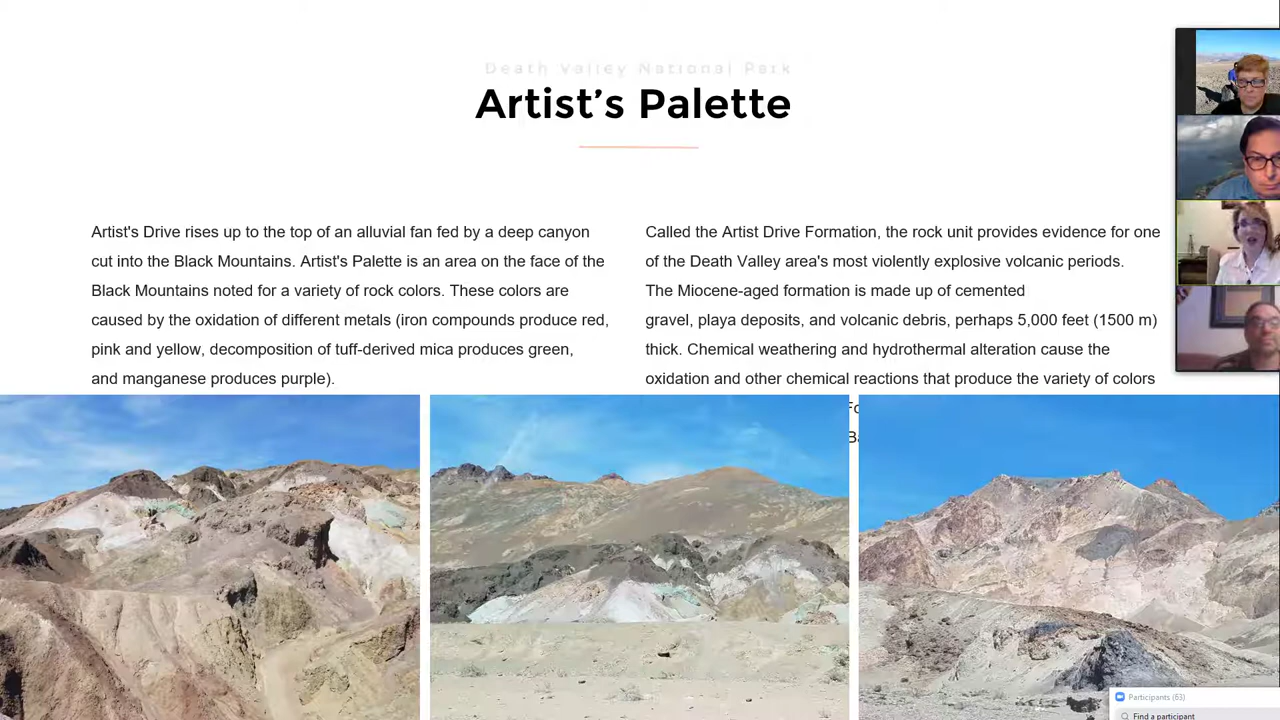 Death Valley National Park
Artist's Palette
Artist's Drive rises up to the top of an alluvial fan fed by a deep canyon
cut into the Black Mountains. Artist's Palette is an area on the face of the
Black Mountains noted for a variety of rock colors. These colors are
caused by the oxidation of different metals (iron compounds produce red,
pink and yellow, decomposition of tuff-derived mica produces green,
and manganese produces purple).
Called the Artist Drive Formation, the rock unit provides evidence for one
of the Death Valley area's most violently explosive volcanic periods.
The Miocene-aged formation is made up of cemented
gravel, playa deposits, and volcanic debris, perhaps 5,000 feet (1500 m)
thick. Chemical weathering and hydrothermal alteration cause the
oxidation and other chemical reactions that produce the variety of colors
Participants (63)
Find a participant